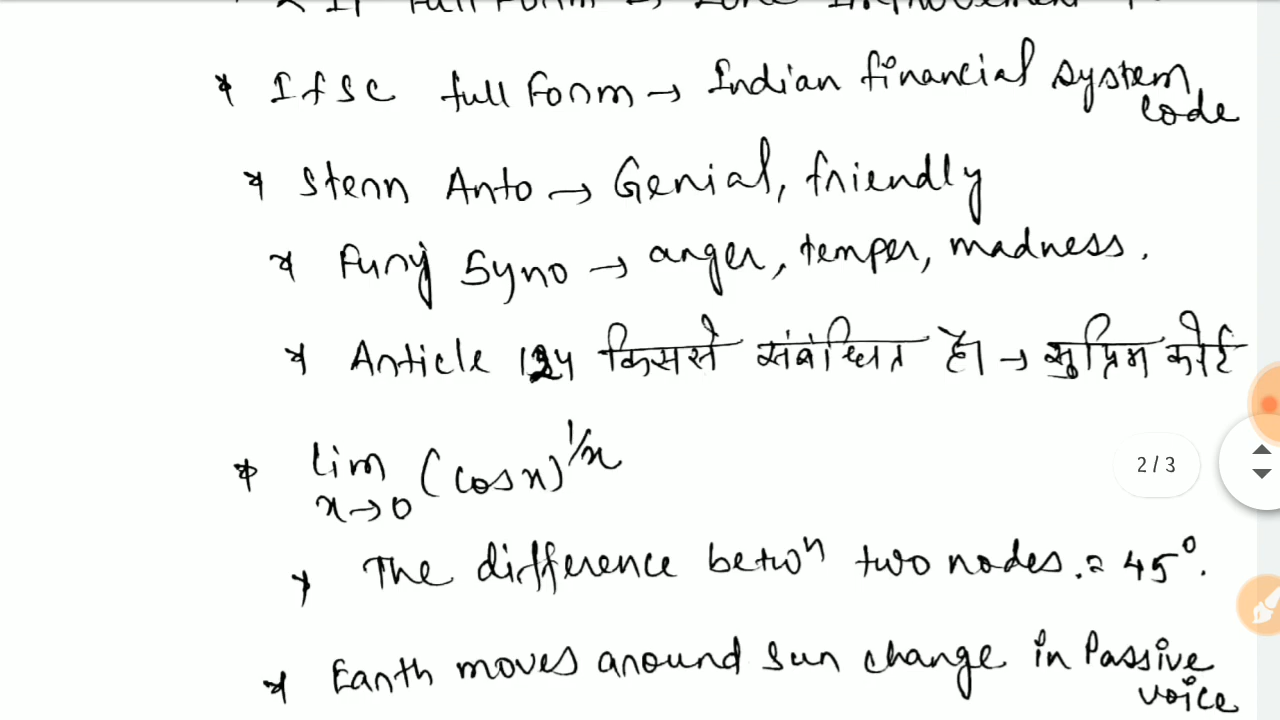 * IFSC full Form → Indian financial system code
* Stern Anto → Genial, friendly
* Fury Syno → anger, temper, madness.
* Article 124 किससे संबंधित है। → सुप्रिम कोर्ट
* lim x→0 (cosx)^1/x
2/3
* The difference betwⁿ two nodes. = 45°.
* Earth moves around sun change in Passive voice